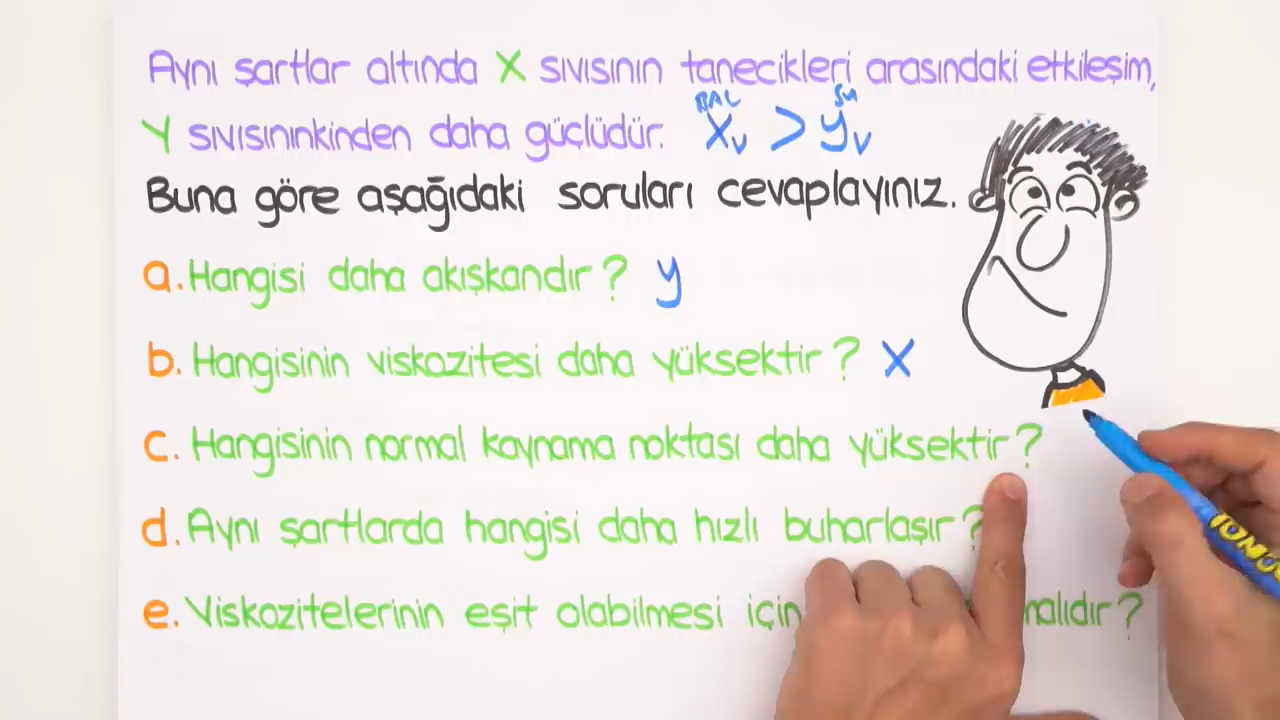 Aynı şartlar altında X sıvısının tanecikleri arasındaki etkileşim,
BAL su
Y sıvısınınkinden daha güçlüdür. Xv > yv
Buna göre aşağıdaki soruları cevaplayınız.
a. Hangisi daha akışkandır? y
b. Hangisinin viskozitesi daha yüksektir? X
c. Hangisinin normal kaynama noktası daha yüksektir?
d. Aynı şartlarda hangisi daha hızlı buharlaşır?
e. Viskozitelerinin eşit olabilmesi için